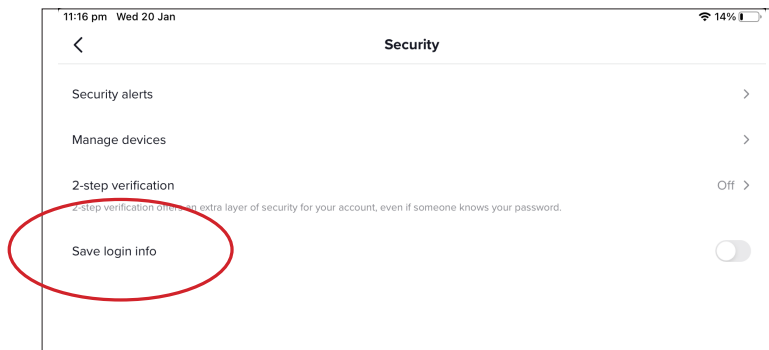 11:16 pm Wed 20 Jan 14%
Security
Security alerts
Manage devices
2-step verification Off
2-step verification offers an extra layer of security for your account, even if someone knows your password.
Save login info